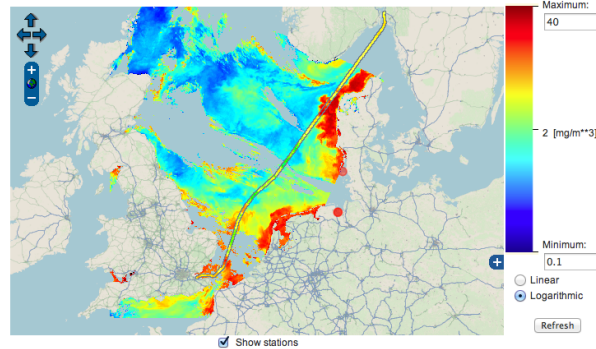 Maximum:
40
2 [mg/m**3]
Minimum:
0.1
Linear
Logarithmic
Refresh
Show stations